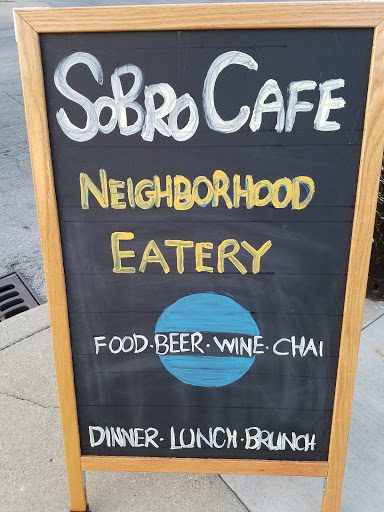 SoBro Cafe
Neighborhood
Eatery
Food · Beer · Wine · Chai
Dinner · Lunch · Brunch